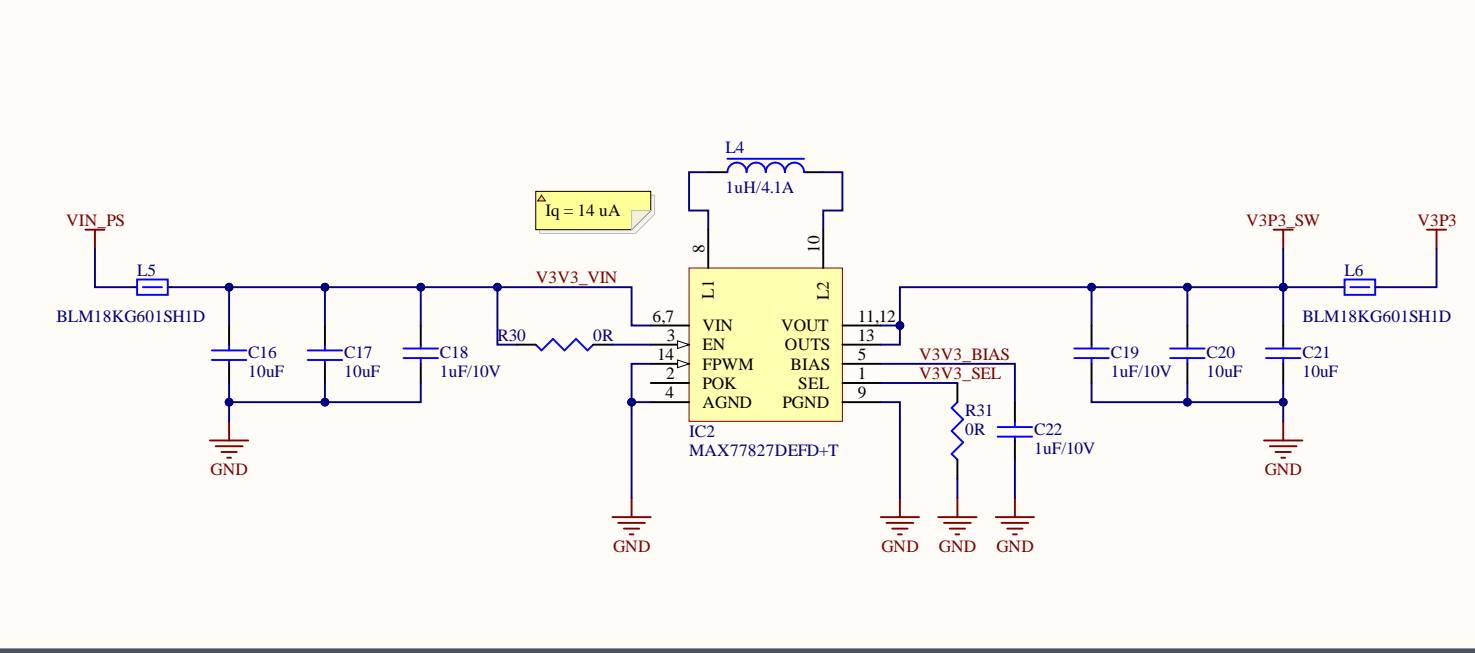 L4
1uH/4.1A
Iq = 14 uA
VIN_PS
V3P3_SW
V3P3
8
10
L5
V3V3_VIN
L1
L2
L6
BLM18KG601SH1D
BLM18KG601SH1D
6,7
VIN
VOUT
11,12
R30
0R
3
EN
OUTS
13
C16
10uF
C17
10uF
C18
1uF/10V
14
FPWM
BIAS
5
V3V3_BIAS
C19
1uF/10V
C20
10uF
C21
10uF
2
POK
SEL
1
V3V3_SEL
4
AGND
PGND
9
R31
0R
IC2
MAX77827DEFD+T
C22
1uF/10V
GND
GND
GND
GND
GND
GND